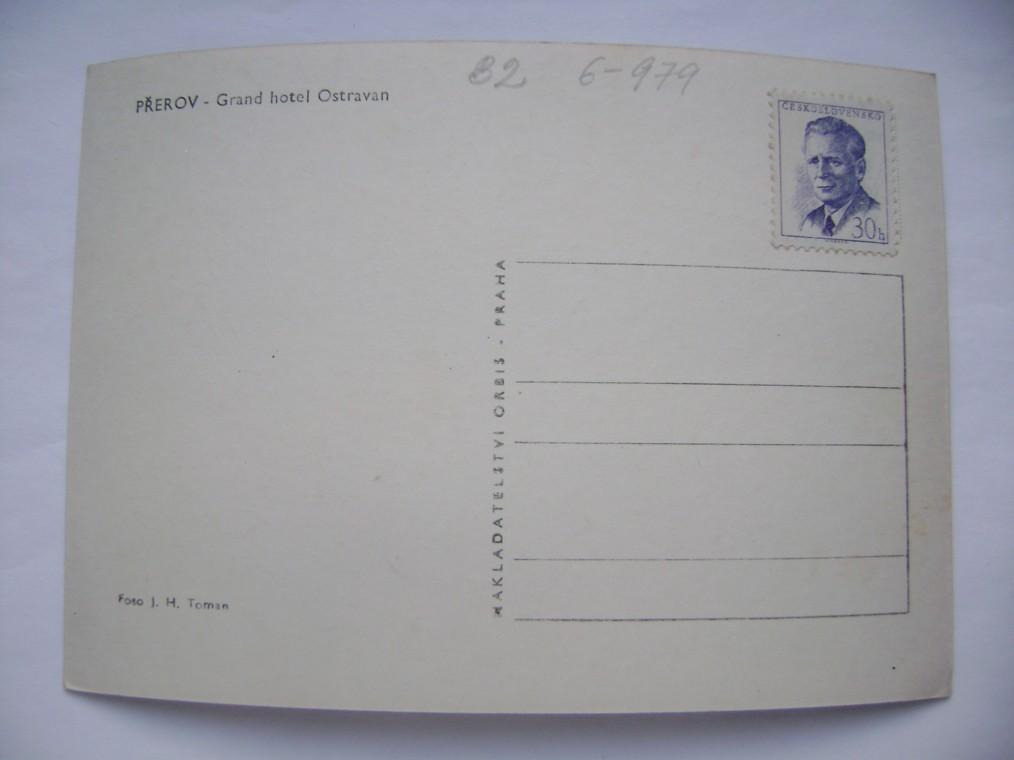 B2 6-979
PŘEROV - Grand hotel Ostravan
ČESKOSLOVENSKO
30h
NAKLADATELSTVÍ ORBIS - PRAHA
Foto J. H. Toman